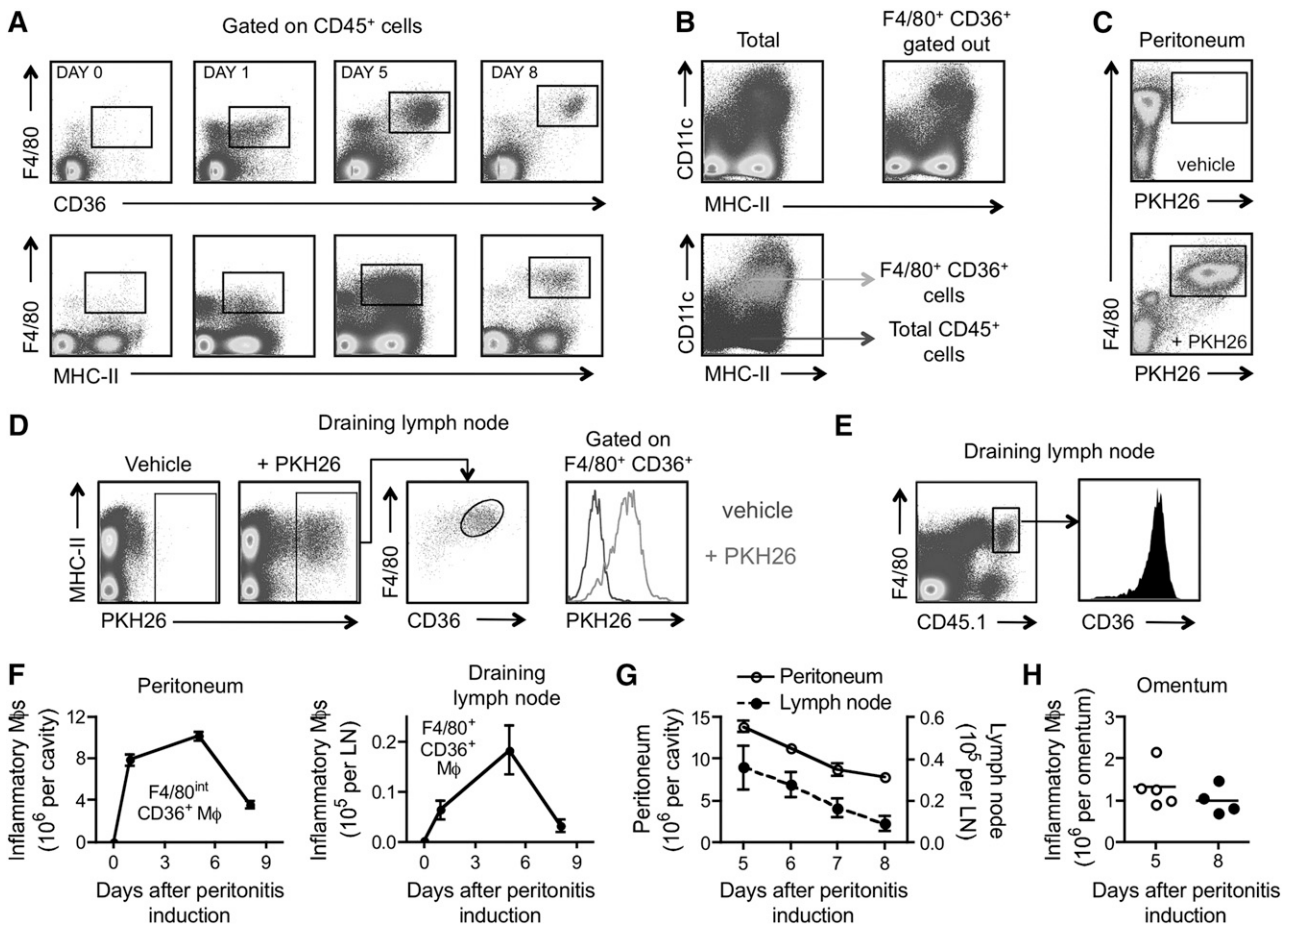 A
Gated on CD45⁺ cells
DAY 0
DAY 1
DAY 5
DAY 8
F4/80
CD36
F4/80
MHC-II
B
Total
F4/80⁺ CD36⁺
gated out
CD11c
MHC-II
CD11c
MHC-II
F4/80⁺ CD36⁺
cells
Total CD45⁺
cells
C
Peritoneum
vehicle
PKH26
F4/80
+ PKH26
PKH26
D
Draining lymph node
Vehicle
+ PKH26
MHC-II
PKH26
F4/80
CD36
Gated on
F4/80⁺ CD36⁺
vehicle
+ PKH26
PKH26
E
Draining lymph node
F4/80
CD45.1
CD36
F
Peritoneum
Inflammatory Mϕs
(10⁶ per cavity)
12
8
4
0
F4/80ⁱⁿᵗ
CD36⁺ Mϕ
0 3 6 9
Days after peritonitis
induction
Draining
lymph node
Inflammatory Mϕs
(10⁵ per LN)
0.2
0.1
0.0
F4/80⁺
CD36⁺
Mϕ
0 3 6 9
Days after peritonitis
induction
G
Peritoneum
Lymph node
Peritoneum
(10⁶ per cavity)
15
10
5
0
0.6
0.4
0.2
0.0
Lymph node
(10⁵ per LN)
5 6 7 8
Days after peritonitis
induction
H
Omentum
Inflammatory Mϕs
(10⁶ per omentum)
3
2
1
0
5 8
Days after peritonitis
induction